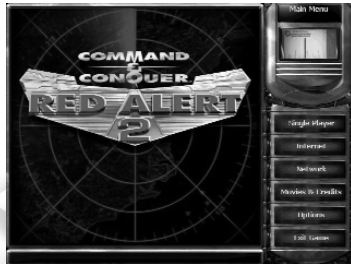 Main Menu
COMMAND
&
CONQUER
RED ALERT
2
Single Player
Internet
Network
Movies & Credits
Options
Exit Game